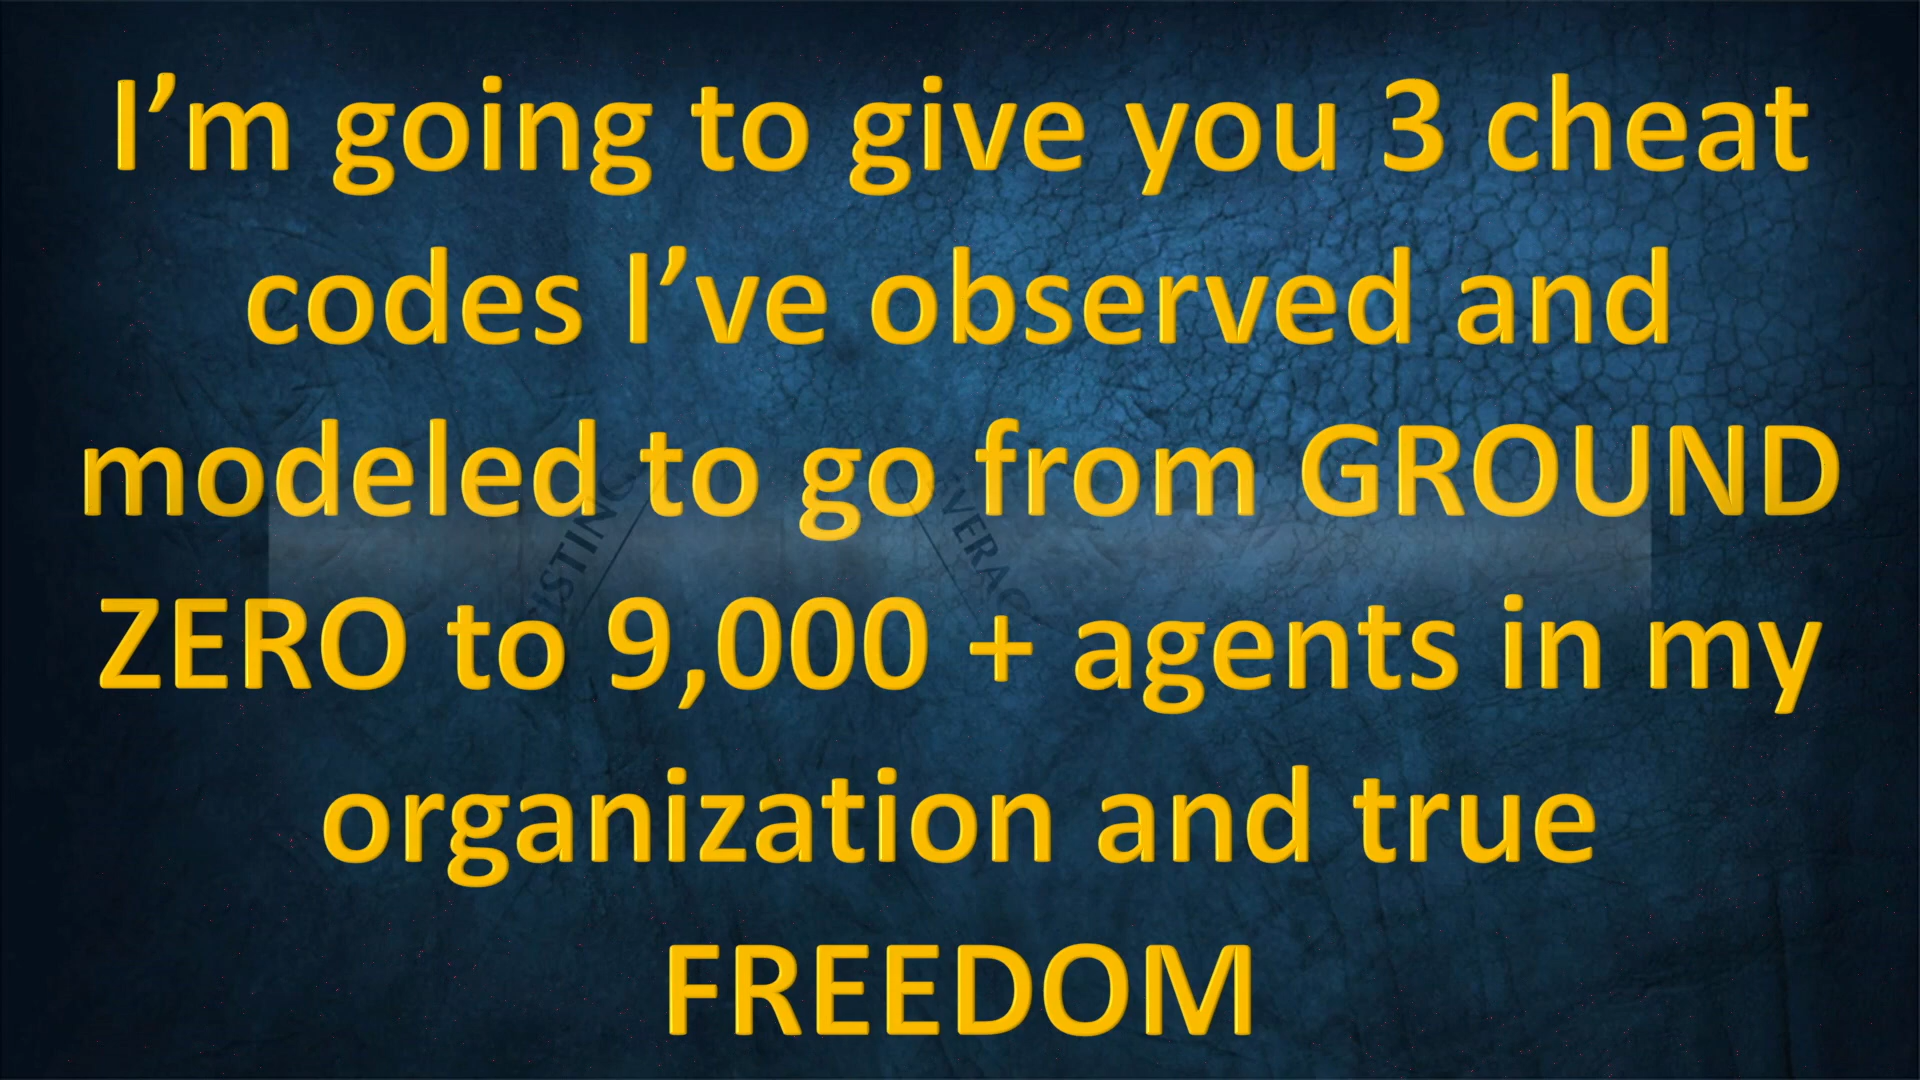 I’m going to give you 3 cheat
codes I’ve observed and
modeled to go from GROUND
ZERO to 9,000 + agents in my
organization and true
FREEDOM